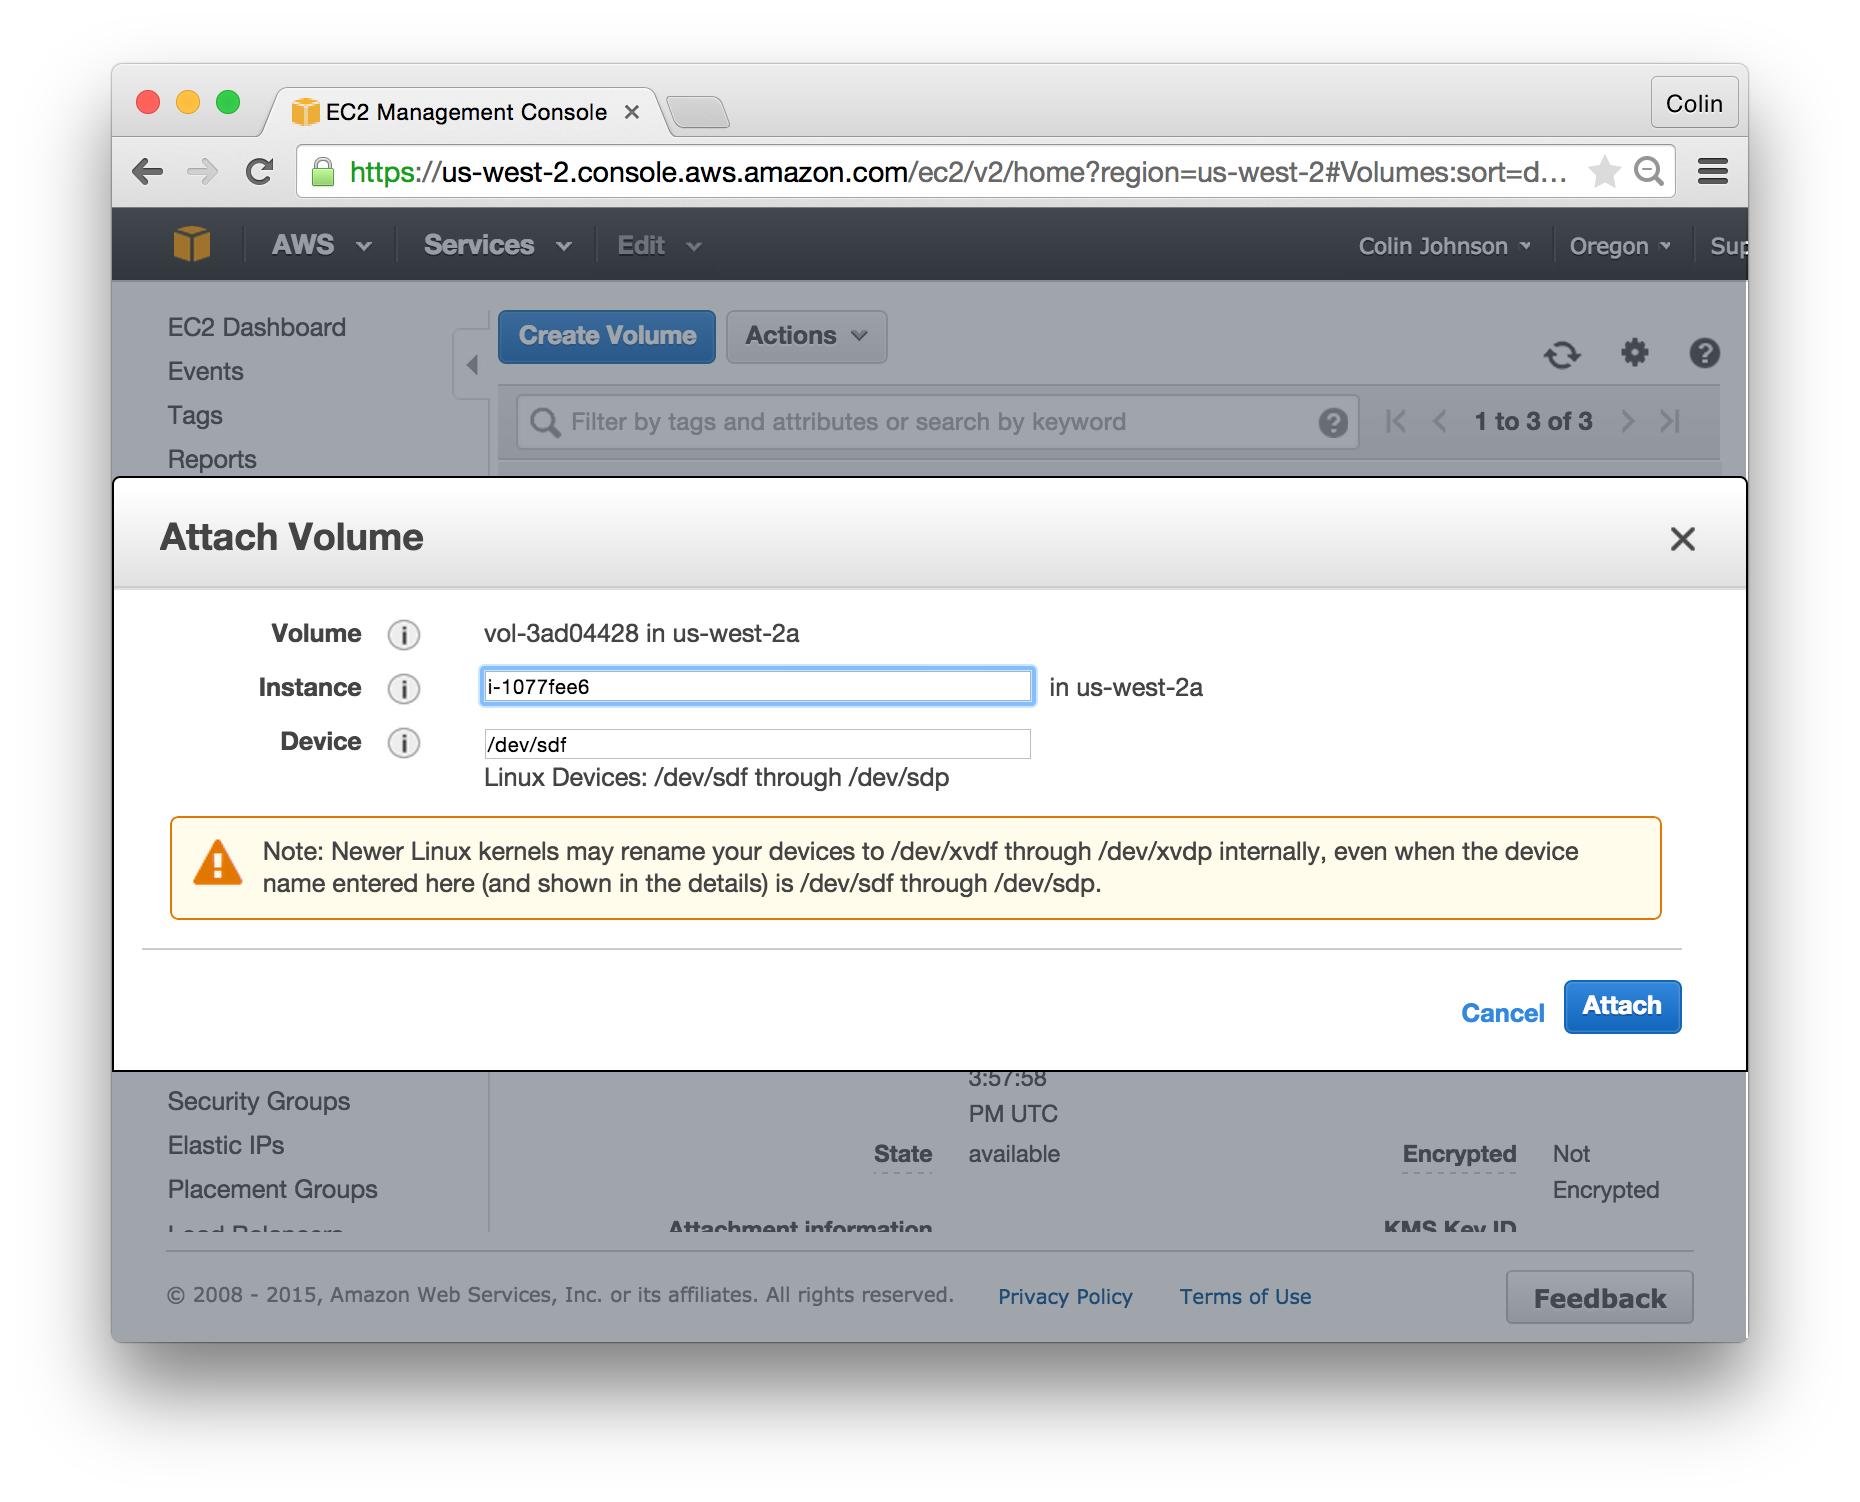 EC2 Management Console
Colin
https://us-west-2.console.aws.amazon.com/ec2/v2/home?region=us-west-2#Volumes:sort=d...
AWS Services Edit Colin Johnson Oregon Sup
EC2 Dashboard
Events
Tags
Reports
Create Volume Actions
Filter by tags and attributes or search by keyword 1 to 3 of 3
Attach Volume
Volume vol-3ad04428 in us-west-2a
Instance i-1077fee6 in us-west-2a
Device /dev/sdf
Linux Devices: /dev/sdf through /dev/sdp
Note: Newer Linux kernels may rename your devices to /dev/xvdf through /dev/xvdp internally, even when the device
name entered here (and shown in the details) is /dev/sdf through /dev/sdp.
Cancel Attach
Security Groups
Elastic IPs
Placement Groups
Load Balancers
3:57:58
PM UTC
State available
Encrypted Not
Encrypted
Attachment information
KMS Key ID
© 2008 - 2015, Amazon Web Services, Inc. or its affiliates. All rights reserved. Privacy Policy Terms of Use Feedback